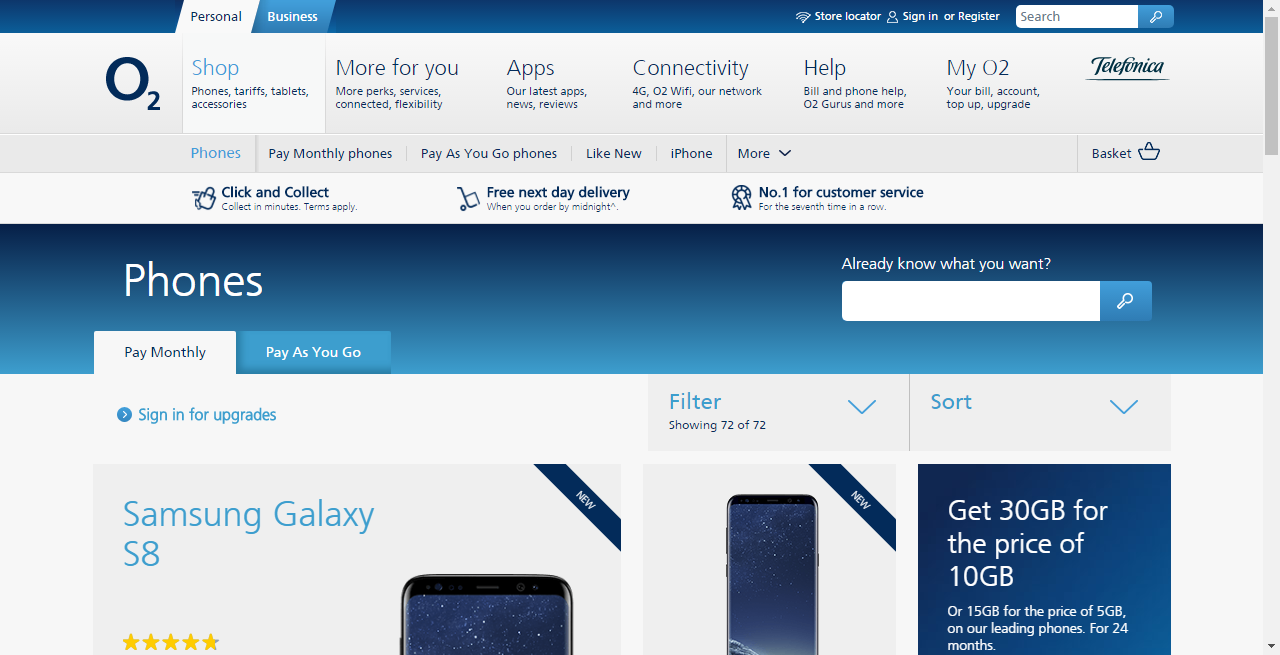 Personal
Business
Store locator
Sign in or Register
Search
O2
Shop
Phones, tariffs, tablets,
accessories
More for you
More perks, services,
connected, flexibility
Apps
Our latest apps,
news, reviews
Connectivity
4G, O2 Wifi, our network
and more
Help
Bill and phone help,
O2 Gurus and more
My O2
Your bill, account,
top up, upgrade
Telefónica
Phones
Pay Monthly phones
Pay As You Go phones
Like New
iPhone
More
Basket
Click and Collect
Collect in minutes. Terms apply.
Free next day delivery
When you order by midnight^.
No.1 for customer service
For the seventh time in a row.
Phones
Already know what you want?
Pay Monthly
Pay As You Go
Sign in for upgrades
Filter
Showing 72 of 72
Sort
Samsung Galaxy
S8
NEW
NEW
Get 30GB for
the price of
10GB
Or 15GB for the price of 5GB,
on our leading phones. For 24
months.